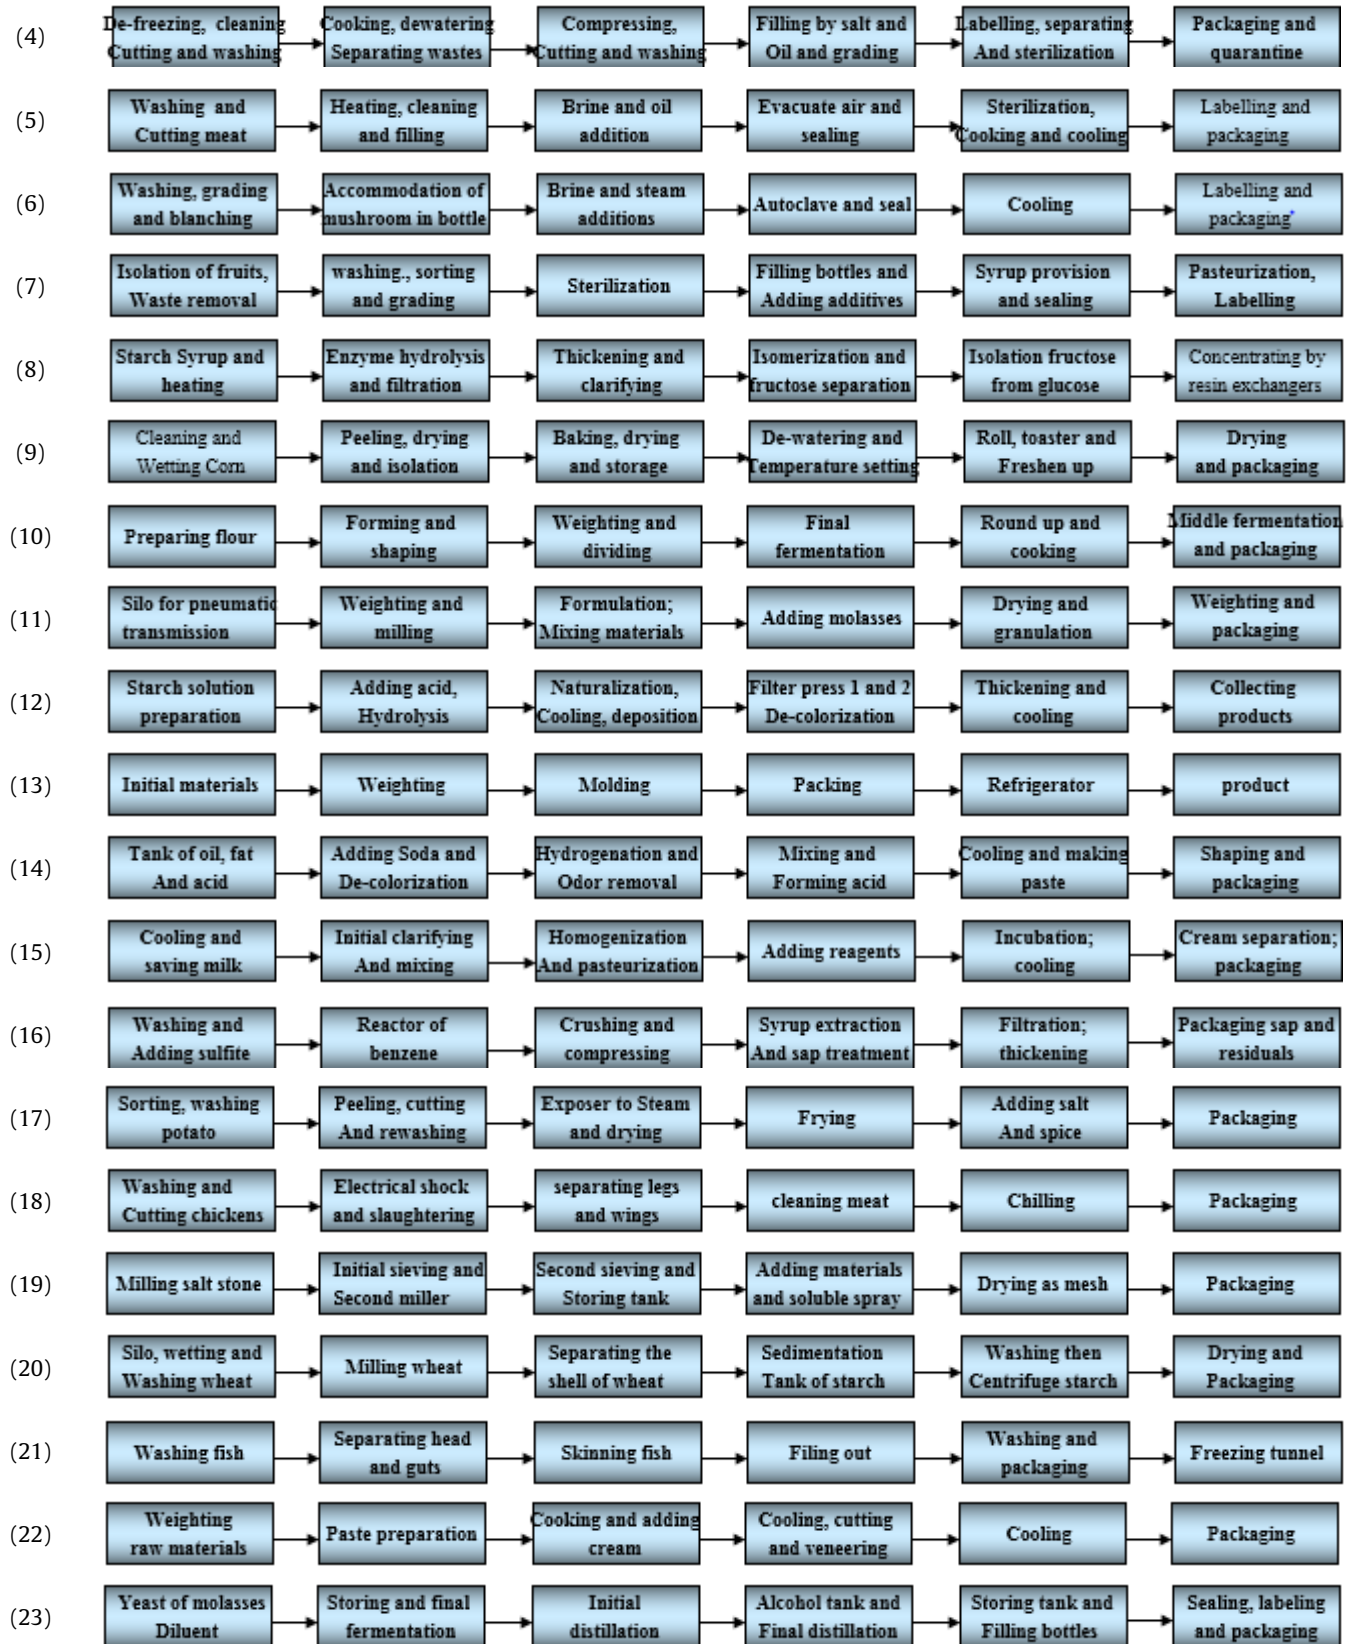 (4)
De-freezing, cleaning
Cutting and washing
Cooking, dewatering
Separating wastes
Compressing,
Cutting and washing
Filling by salt and
Oil and grading
Labelling, separating
And sterilization
Packaging and
quarantine
(5)
Washing and
Cutting meat
Heating, cleaning
and filling
Brine and oil
addition
Evacuate air and
sealing
Sterilization,
Cooking and cooling
Labelling and
packaging
(6)
Washing, grading
and blanching
Accommodation of
mushroom in bottle
Brine and steam
additions
Autoclave and seal
Cooling
Labelling and
packaging
(7)
Isolation of fruits,
Waste removal
washing., sorting
and grading
Sterilization
Filling bottles and
Adding additives
Syrup provision
and sealing
Pasteurization,
Labelling
(8)
Starch Syrup and
heating
Enzyme hydrolysis
and filtration
Thickening and
clarifying
Isomerization and
fructose separation
Isolation fructose
from glucose
Concentrating by
resin exchangers
(9)
Cleaning and
Wetting Corn
Peeling, drying
and isolation
Baking, drying
and storage
De-watering and
Temperature setting
Roll, toaster and
Freshen up
Drying
and packaging
(10)
Preparing flour
Forming and
shaping
Weighting and
dividing
Final
fermentation
Round up and
cooking
Middle fermentation
and packaging
(11)
Silo for pneumatic
transmission
Weighting and
milling
Formulation;
Mixing materials
Adding molasses
Drying and
granulation
Weighting and
packaging
(12)
Starch solution
preparation
Adding acid,
Hydrolysis
Naturalization,
Cooling, deposition
Filter press 1 and 2
De-colorization
Thickening and
cooling
Collecting
products
(13)
Initial materials
Weighting
Molding
Packing
Refrigerator
product
(14)
Tank of oil, fat
And acid
Adding Soda and
De-colorization
Hydrogenation and
Odor removal
Mixing and
Forming acid
Cooling and making
paste
Shaping and
packaging
(15)
Cooling and
saving milk
Initial clarifying
And mixing
Homogenization
And pasteurization
Adding reagents
Incubation;
cooling
Cream separation;
packaging
(16)
Washing and
Adding sulfite
Reactor of
benzene
Crushing and
compressing
Syrup extraction
And sap treatment
Filtration;
thickening
Packaging sap and
residuals
(17)
Sorting, washing
potato
Peeling, cutting
And rewashing
Exposer to Steam
and drying
Frying
Adding salt
And spice
Packaging
(18)
Washing and
Cutting chickens
Electrical shock
and slaughtering
separating legs
and wings
cleaning meat
Chilling
Packaging
(19)
Milling salt stone
Initial sieving and
Second miller
Second sieving and
Storing tank
Adding materials
and soluble spray
Drying as mesh
Packaging
(20)
Silo, wetting and
Washing wheat
Milling wheat
Separating the
shell of wheat
Sedimentation
Tank of starch
Washing then
Centrifuge starch
Drying and
Packaging
(21)
Washing fish
Separating head
and guts
Skinning fish
Filing out
Washing and
packaging
Freezing tunnel
(22)
Weighting
raw materials
Paste preparation
Cooking and adding
cream
Cooling, cutting
and veneering
Cooling
Packaging
(23)
Yeast of molasses
Diluent
Storing and final
fermentation
Initial
distillation
Alcohol tank and
Final distillation
Storing tank and
Filling bottles
Sealing, labeling
and packaging